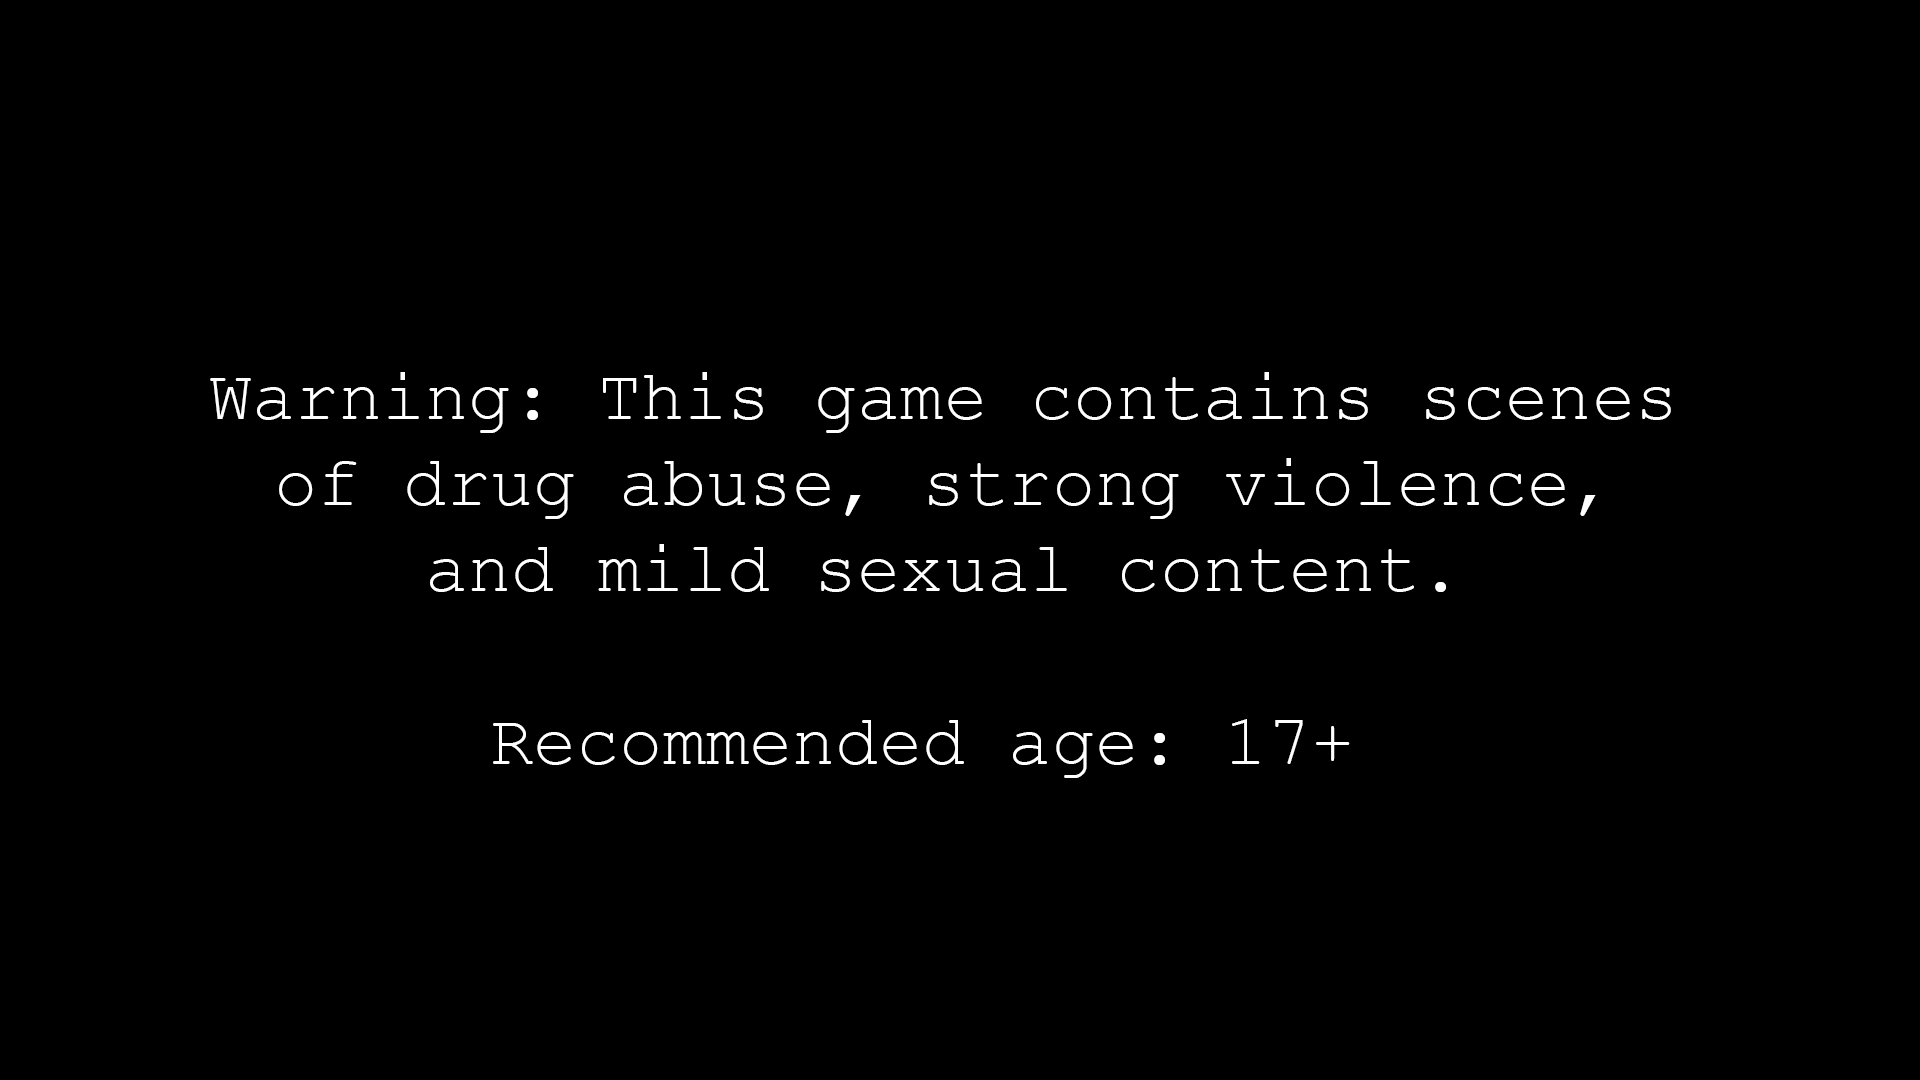 Warning: This game contains scenes
of drug abuse, strong violence,
and mild sexual content.
Recommended age: 17+